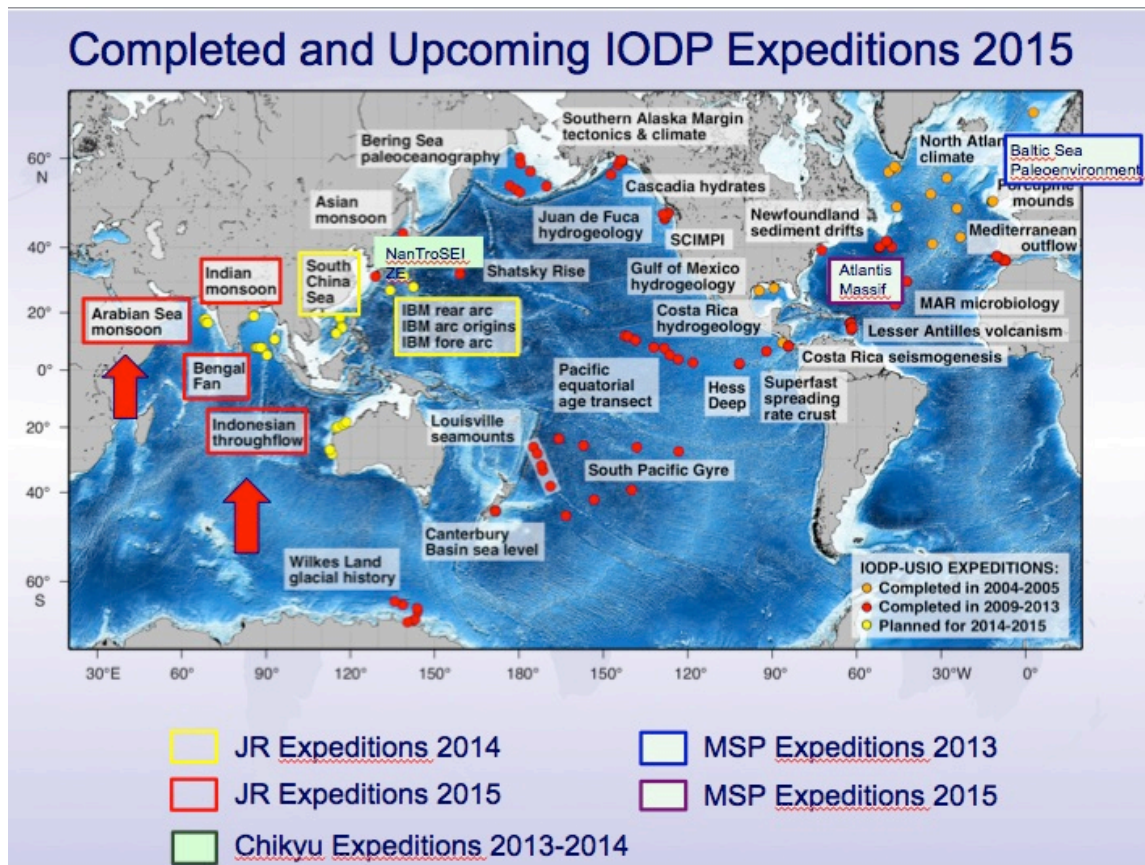 Completed and Upcoming IODP Expeditions 2015
Southern Alaska Margin
tectonics & climate
Bering Sea
paleoceanography
North Atlantic
climate
Baltic Sea
Paleoenvironment
Porcupine
mounds
Asian
monsoon
Cascadia hydrates
Juan de Fuca
hydrogeology
SCIMPI
Newfoundland
sediment drifts
Mediterranean
outflow
NanTroSEI
ZE
Shatsky Rise
Indian
monsoon
South
China
Sea
Gulf of Mexico
hydrogeology
Atlantis
Massif
MAR microbiology
Arabian Sea
monsoon
IBM rear arc
IBM arc origins
IBM fore arc
Costa Rica
hydrogeology
Lesser Antilles volcanism
Costa Rica seismogenesis
Bengal
Fan
Pacific
equatorial
age transect
Hess
Deep
Superfast
spreading
rate crust
Indonesian
throughflow
Louisville
seamounts
South Pacific Gyre
Canterbury
Basin sea level
Wilkes Land
glacial history
IODP-USIO EXPEDITIONS:
Completed in 2004-2005
Completed in 2009-2013
Planned for 2014-2015
60°
N
40°
20°
0°
20°
40°
60°
S
30°E 60° 90° 120° 150° 180° 150° 120° 90° 60° 30°W 0°
JR Expeditions 2014
MSP Expeditions 2013
JR Expeditions 2015
MSP Expeditions 2015
Chikyu Expeditions 2013-2014